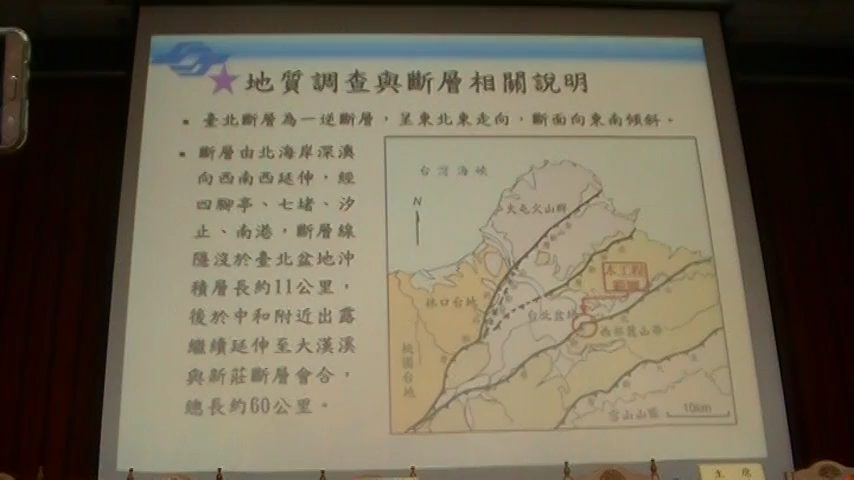 地質調查與斷層相關說明
臺北斷層為一逆斷層，呈東北東走向，斷面向東南傾斜。
斷層由北海岸深澳
向西南西延伸，經
四腳亭、七堵、汐
止、南港，斷層線
隱沒於臺北盆地沖
積層長約11公里，
後於中和附近出露
繼續延伸至大漢溪
與新莊斷層會合，
總長約60公里。
台灣海峽
N
大屯火山群
本工程
範圍
林口台地
台北盆地
西部麓山帶
桃園台地
雪山山脈
10km
主席